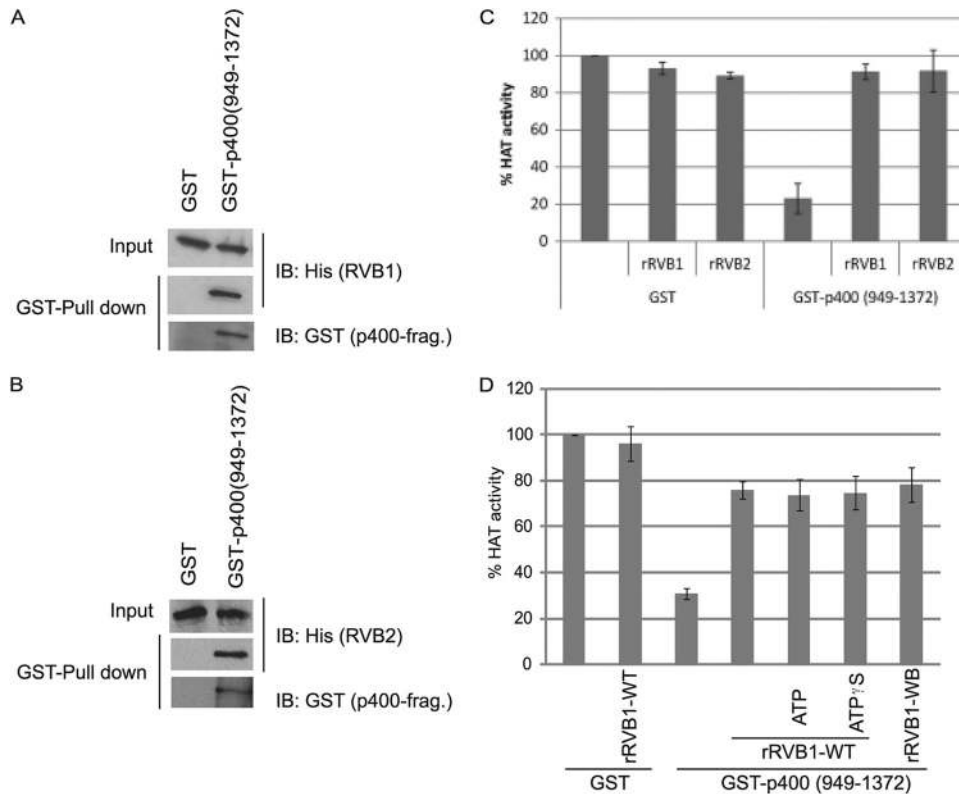 A
GST
GST-p400(949-1372)
Input
IB: His (RVB1)
GST-Pull down
IB: GST (p400-frag.)
B
GST
GST-p400(949-1372)
Input
IB: His (RVB2)
GST-Pull down
IB: GST (p400-frag.)
C
% HAT activity
120
100
80
60
40
20
0
rRVB1 rRVB2 rRVB1 rRVB2
GST GST-p400 (949-1372)
D
% HAT activity
120
100
80
60
40
20
0
rRVB1-WT ATP ATPγS rRVB1-WB
rRVB1-WT
GST GST-p400 (949-1372)